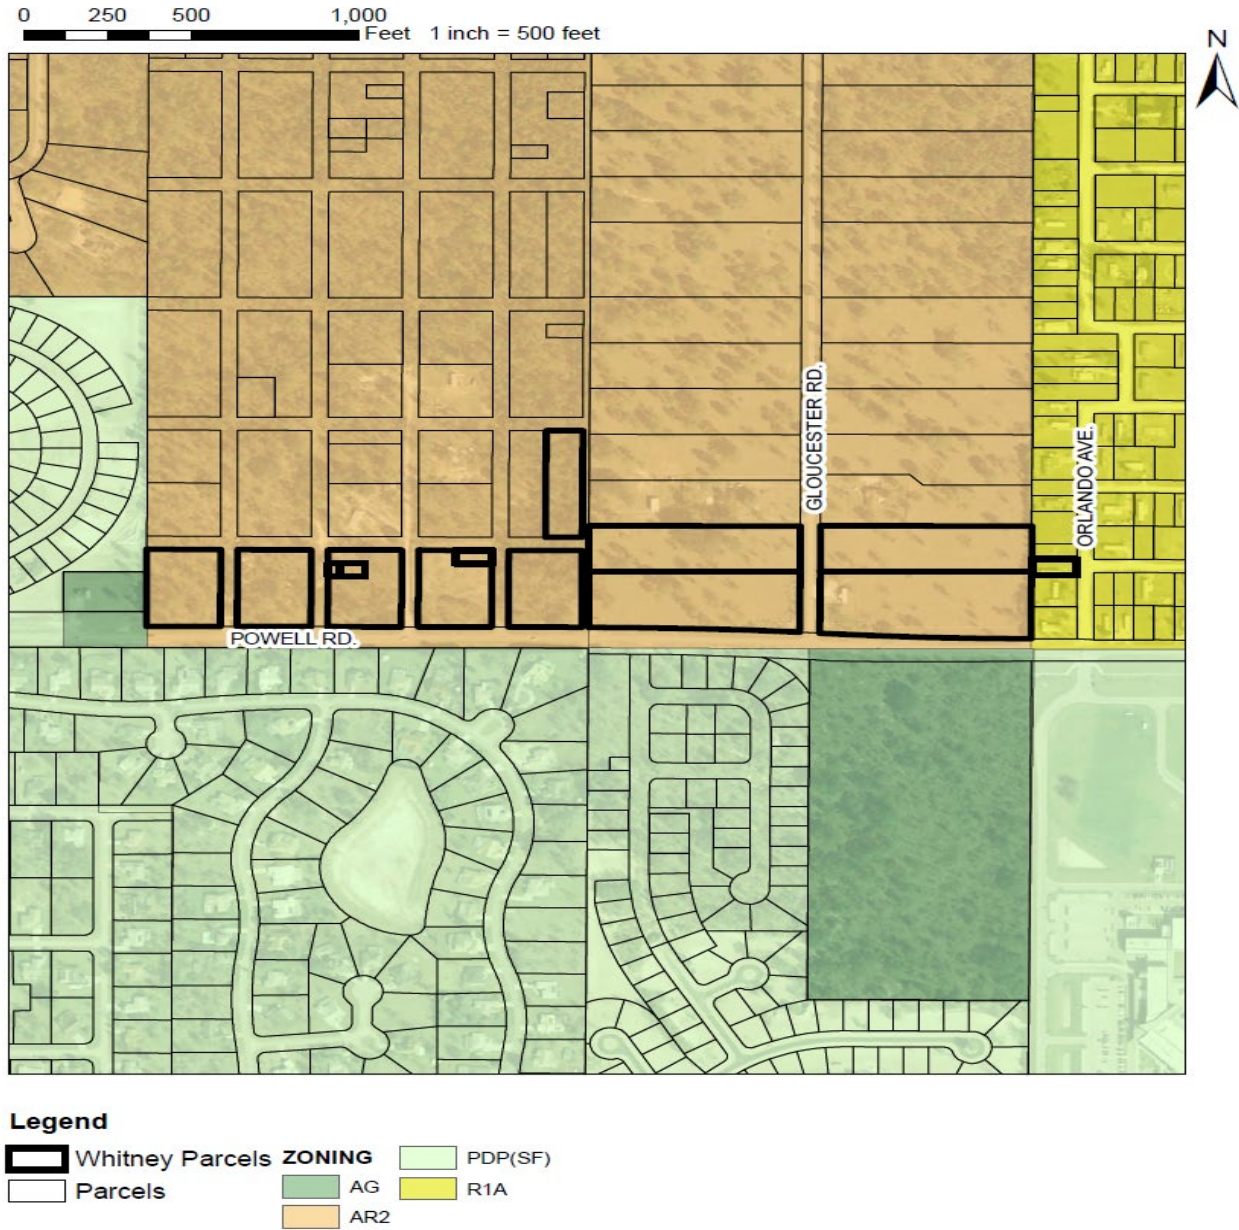 0 250 500 1,000
Feet 1 inch = 500 feet
N
GLOUCESTER RD.
ORLANDO AVE.
POWELL RD.
Legend
Whitney Parcels
Parcels
ZONING
AG
AR2
PDP(SF)
R1A